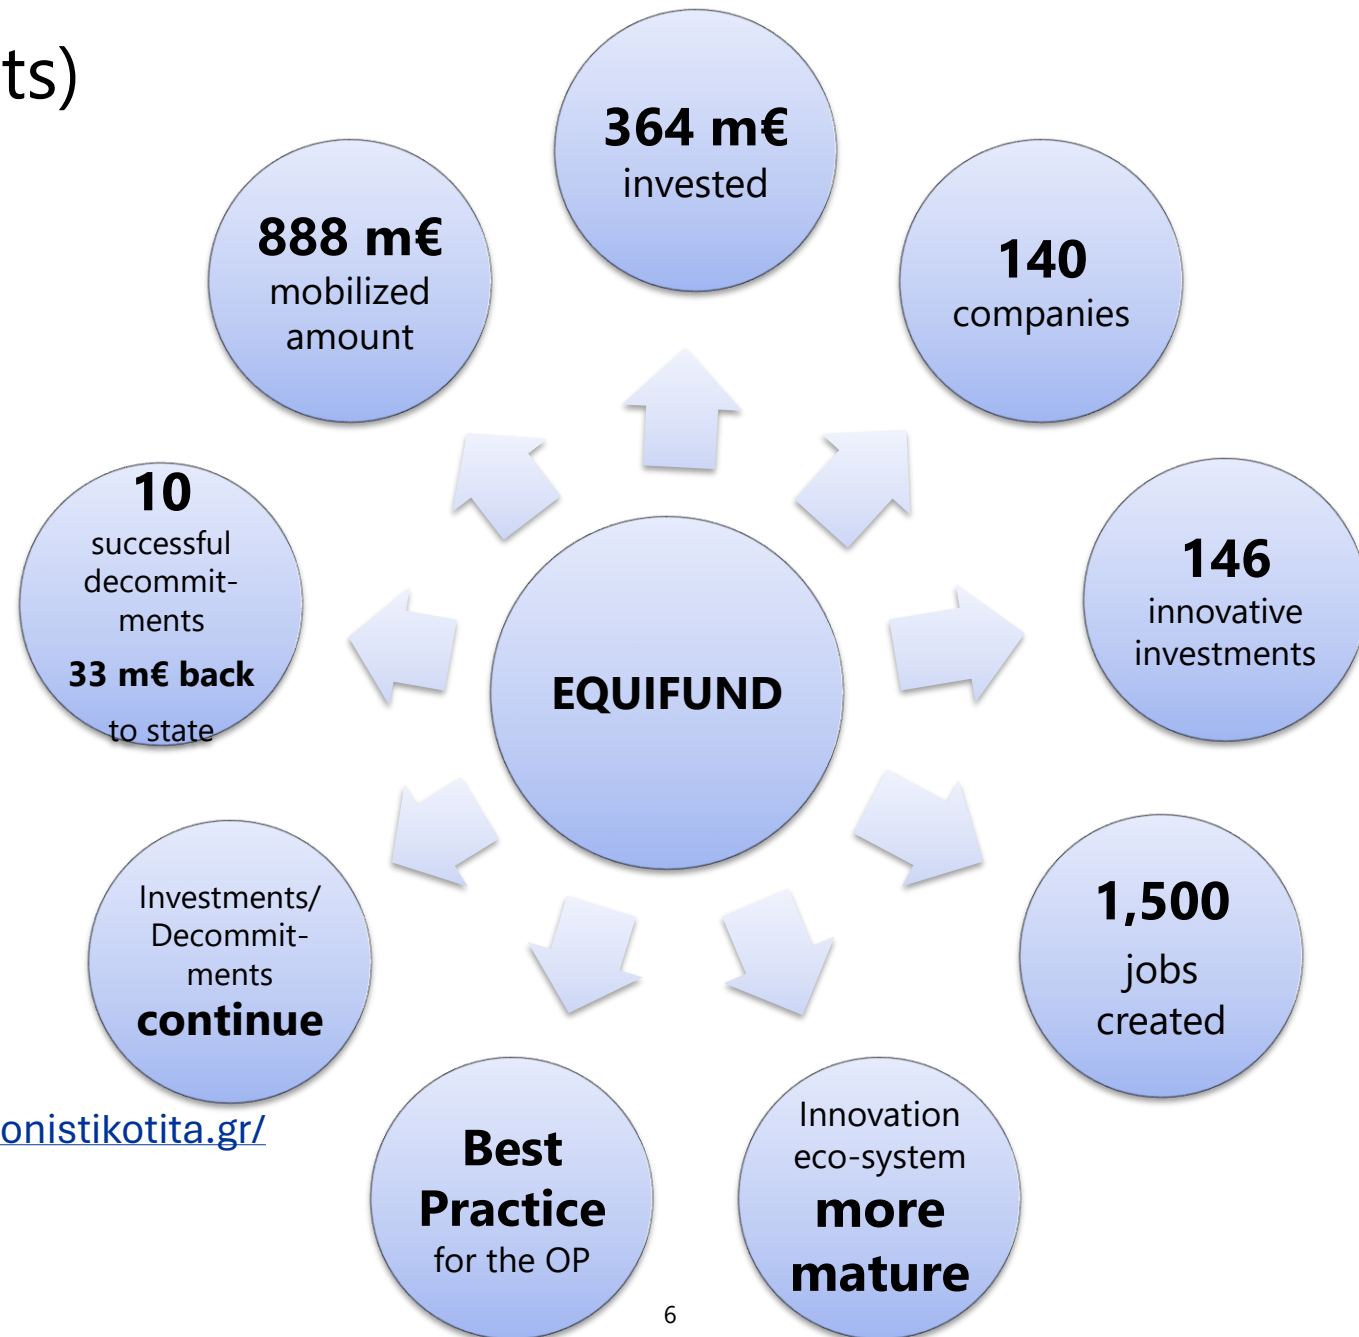 ts)
364 m€
invested
140
companies
146
innovative
investments
1,500
jobs
created
Innovation
eco-system
more
mature
Best
Practice
for the OP
Investments/
Decommit-
ments
continue
10
successful
decommit-
ments
33 m€ back
to state
888 m€
mobilized
amount
EQUIFUND
onistikotita.gr/
6